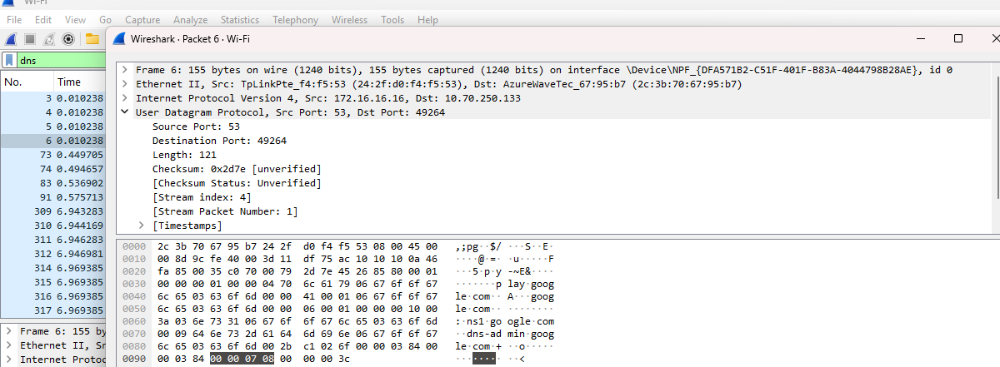 Wi-Fi
File Edit View Go Capture Analyze Statistics Telephony Wireless Tools Help
Wireshark · Packet 6 · Wi-Fi
dns
No. Time
3 0.010238
4 0.010238
5 0.010238
6 0.010238
73 0.449705
74 0.494657
83 0.536902
91 0.575713
309 6.943283
310 6.944169
311 6.946283
312 6.946981
314 6.969385
315 6.969385
316 6.969385
317 6.969385
Frame 6: 155 by
Ethernet II, Sr
Internet Protoc
Frame 6: 155 bytes on wire (1240 bits), 155 bytes captured (1240 bits) on interface \Device\NPF_{DFA571B2-C51F-401F-B83A-4044798B28AE}, id 0
Ethernet II, Src: TpLinkPte_f4:f5:53 (24:2f:d0:f4:f5:53), Dst: AzureWaveTec_67:95:b7 (2c:3b:70:67:95:b7)
Internet Protocol Version 4, Src: 172.16.16.16, Dst: 10.70.250.133
User Datagram Protocol, Src Port: 53, Dst Port: 49264
Source Port: 53
Destination Port: 49264
Length: 121
Checksum: 0x2d7e [unverified]
[Checksum Status: Unverified]
[Stream index: 4]
[Stream Packet Number: 1]
[Timestamps]
0000 2c 3b 70 67 95 b7 24 2f d0 f4 f5 53 08 00 45 00 ,;pg··$/ ···S··E·
0010 00 8d 9c fe 40 00 3d 11 df 75 ac 10 10 10 0a 46 ····@·=· ·u·····F
0020 fa 85 00 35 c0 70 00 79 2d 7e 45 26 85 80 00 01 ···5·p·y -~E&····
0030 00 00 00 01 00 00 04 70 6c 61 79 06 67 6f 6f 67 ·······p lay·goog
0040 6c 65 03 63 6f 6d 00 00 41 00 01 06 67 6f 6f 67 le·com·· A···goog
0050 6c 65 03 63 6f 6d 00 00 06 00 01 00 00 00 10 00 le·com·· ········
0060 3a 03 6e 73 31 06 67 6f 6f 67 6c 65 03 63 6f 6d :·ns1·go ogle·com
0070 00 09 64 6e 73 2d 61 64 6d 69 6e 06 67 6f 6f 67 ··dns-ad min·goog
0080 6c 65 03 63 6f 6d 00 2b c1 02 6f 00 00 03 84 00 le·com·+ ··o·····
0090 00 03 84 00 00 07 08 00 00 00 3c ········ ··<